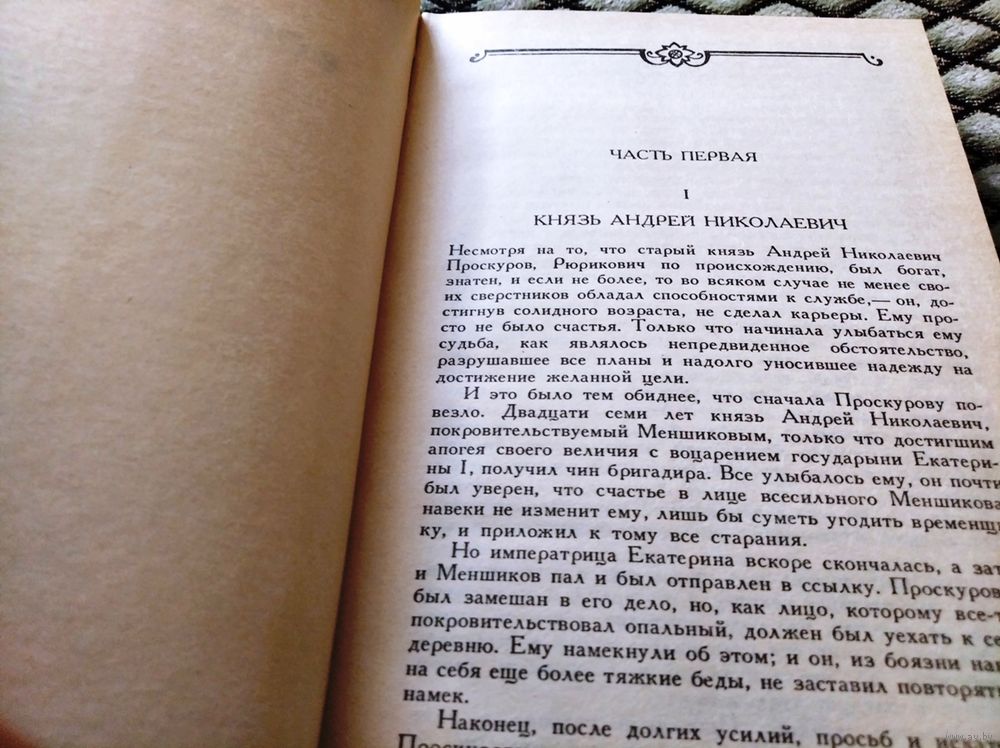 ЧАСТЬ ПЕРВАЯ
I
КНЯЗЬ АНДРЕЙ НИКОЛАЕВИЧ
Несмотря на то, что старый князь Андрей Николаевич
Проскуров, Рюрикович по происхождению, был богат,
знатен, и если не более, то во всяком случае не менее сво-
их сверстников обладал способностями к службе,— он, до-
стигнув солидного возраста, не сделал карьеры. Ему про-
сто не было счастья. Только что начинала улыбаться ему
судьба, как являлось непредвиденное обстоятельство,
разрушавшее все планы и надолго уносившее надежду на
достижение желанной цели.
И это было тем обиднее, что сначала Проскурову по-
везло. Двадцати семи лет князь Андрей Николаевич,
покровительствуемый Меншиковым, только что достигшим
апогея своего величия с воцарением государыни Екатери-
ны I, получил чин бригадира. Все улыбалось ему, он почти
был уверен, что счастье в лице всесильного Меншикова
навеки не изменит ему, лишь бы суметь угодить временщи
ку, и приложил к тому все старания.
Но императрица Екатерина вскоре скончалась, а зат
и Меншиков пал и был отправлен в ссылку. Проскуров
был замешан в его дело, но, как лицо, которому все-т
покровительствовал опальный, должен был уехать к се
деревню. Ему намекнули об этом; и он, из боязни нак
на себя еще более тяжкие беды, не заставил повторять
намек.
Наконец, после долгих усилий, просьб и
www.ay.by